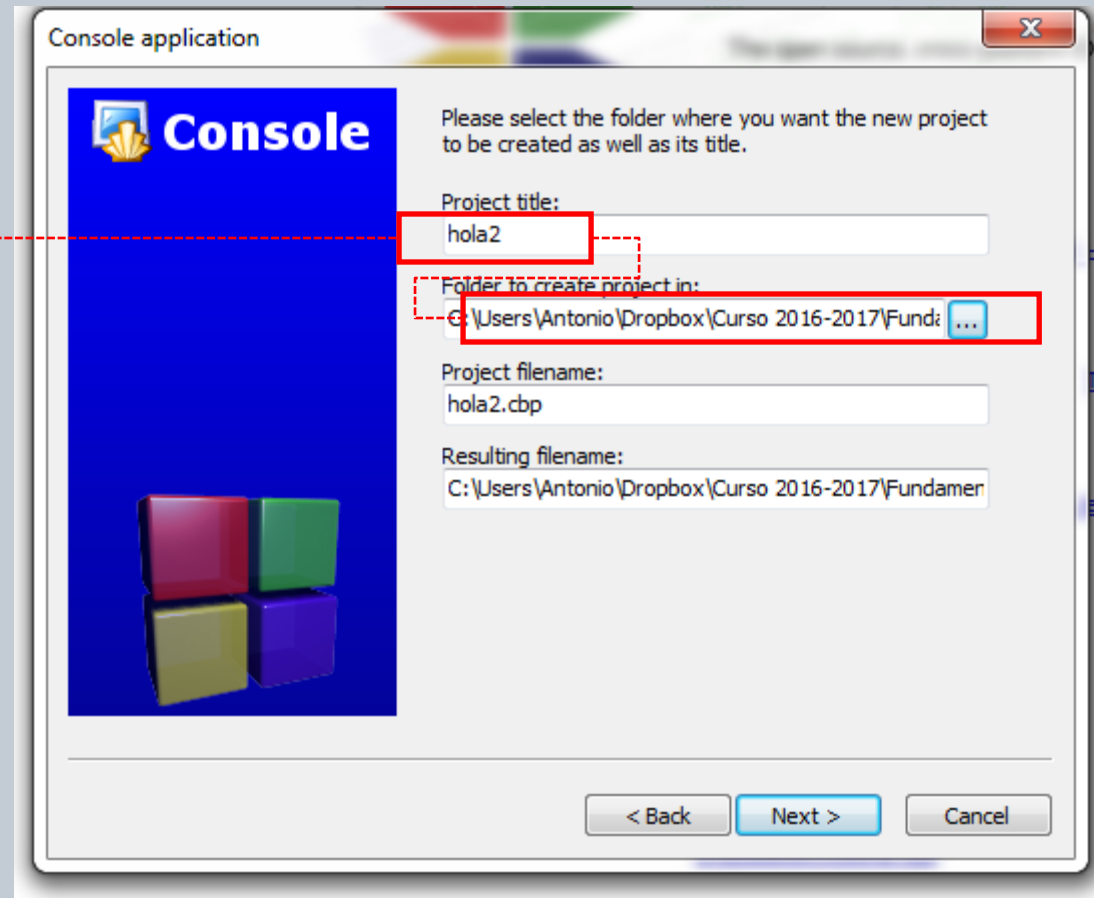 Console application
Console
Please select the folder where you want the new project
to be created as well as its title.
Project title:
hola2
Folder to create project in:
C:\Users\Antonio\Dropbox\Curso 2016-2017\Funda
...
Project filename:
hola2.cbp
Resulting filename:
C:\Users\Antonio\Dropbox\Curso 2016-2017\Fundamen
< Back
Next >
Cancel